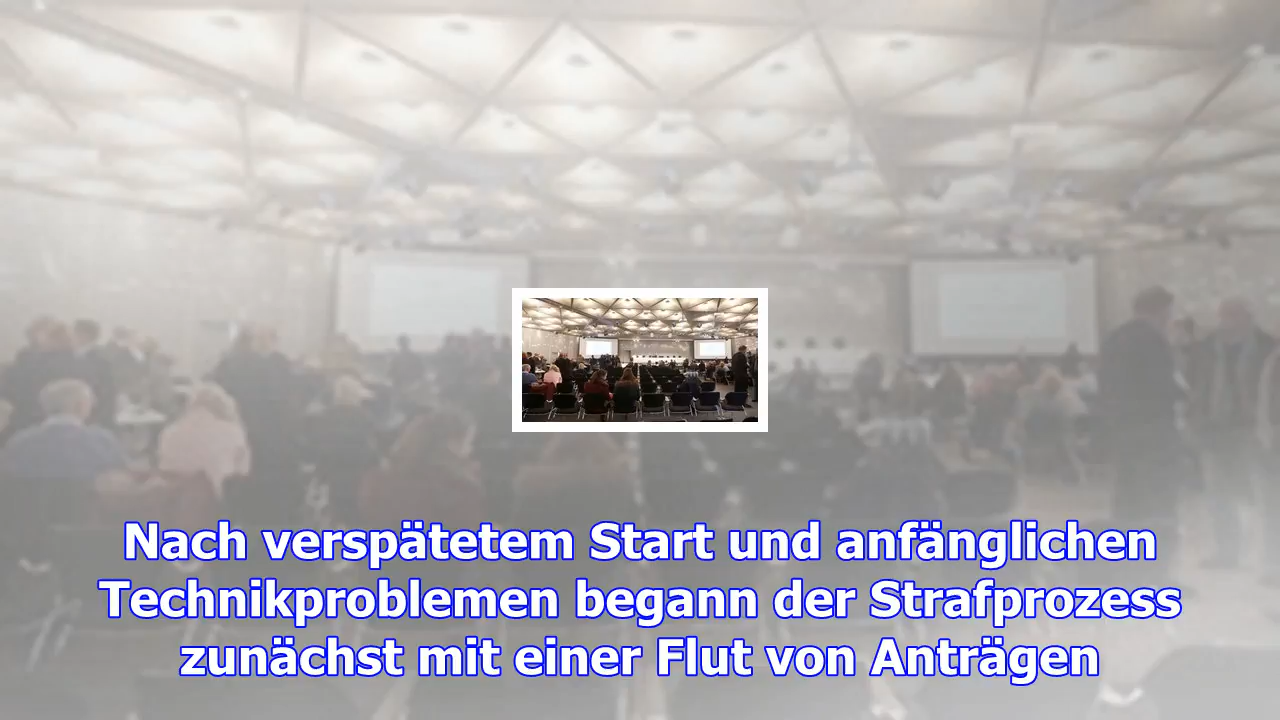 Nach verspätetem Start und anfänglichen
Technikproblemen begann der Strafprozess
zunächst mit einer Flut von Anträgen